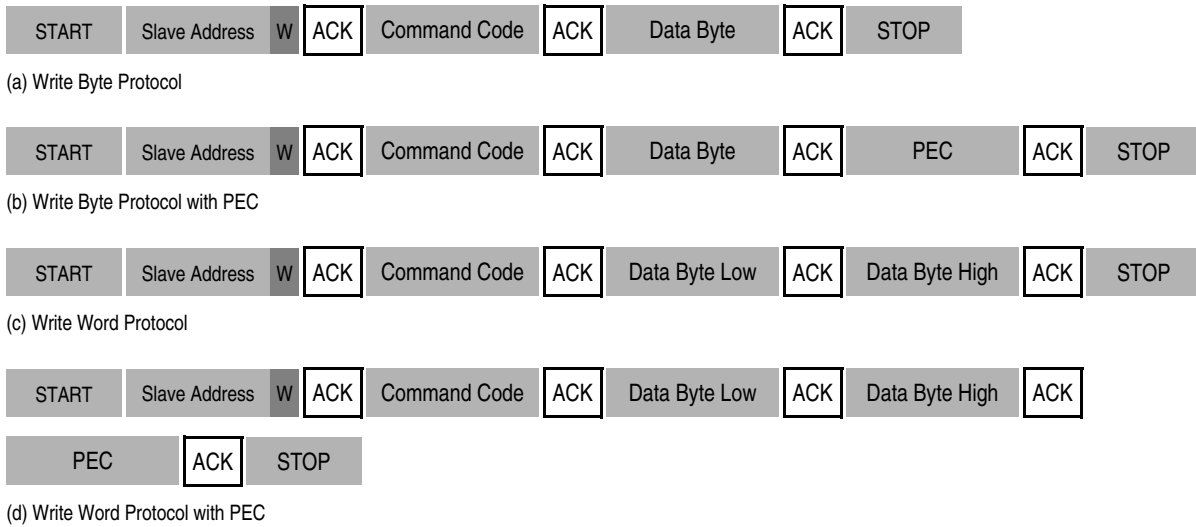 START Slave Address W ACK Command Code ACK Data Byte ACK STOP
(a) Write Byte Protocol
START Slave Address W ACK Command Code ACK Data Byte ACK PEC ACK STOP
(b) Write Byte Protocol with PEC
START Slave Address W ACK Command Code ACK Data Byte Low ACK Data Byte High ACK STOP
(c) Write Word Protocol
START Slave Address W ACK Command Code ACK Data Byte Low ACK Data Byte High ACK
PEC ACK STOP
(d) Write Word Protocol with PEC